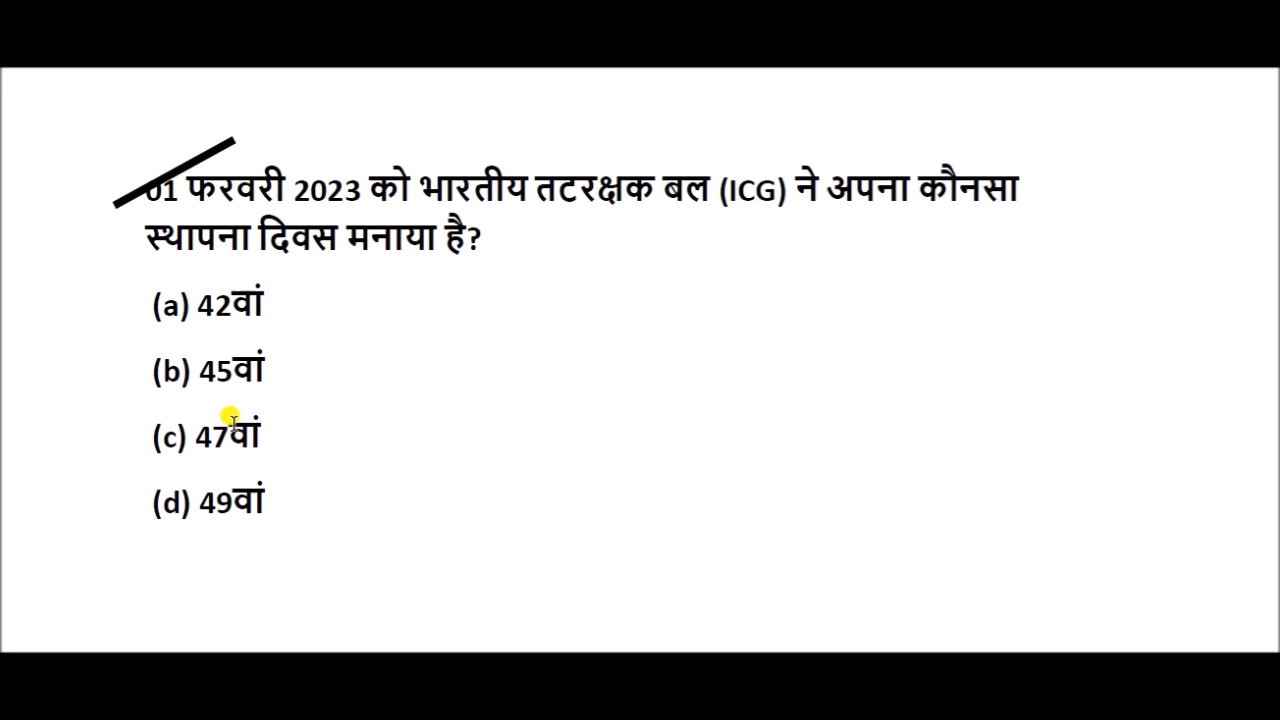 01 फरवरी 2023 को भारतीय तटरक्षक बल (ICG) ने अपना कौनसा
स्थापना दिवस मनाया है?
(a) 42वां
(b) 45वां
(c) 47वां
(d) 49वां